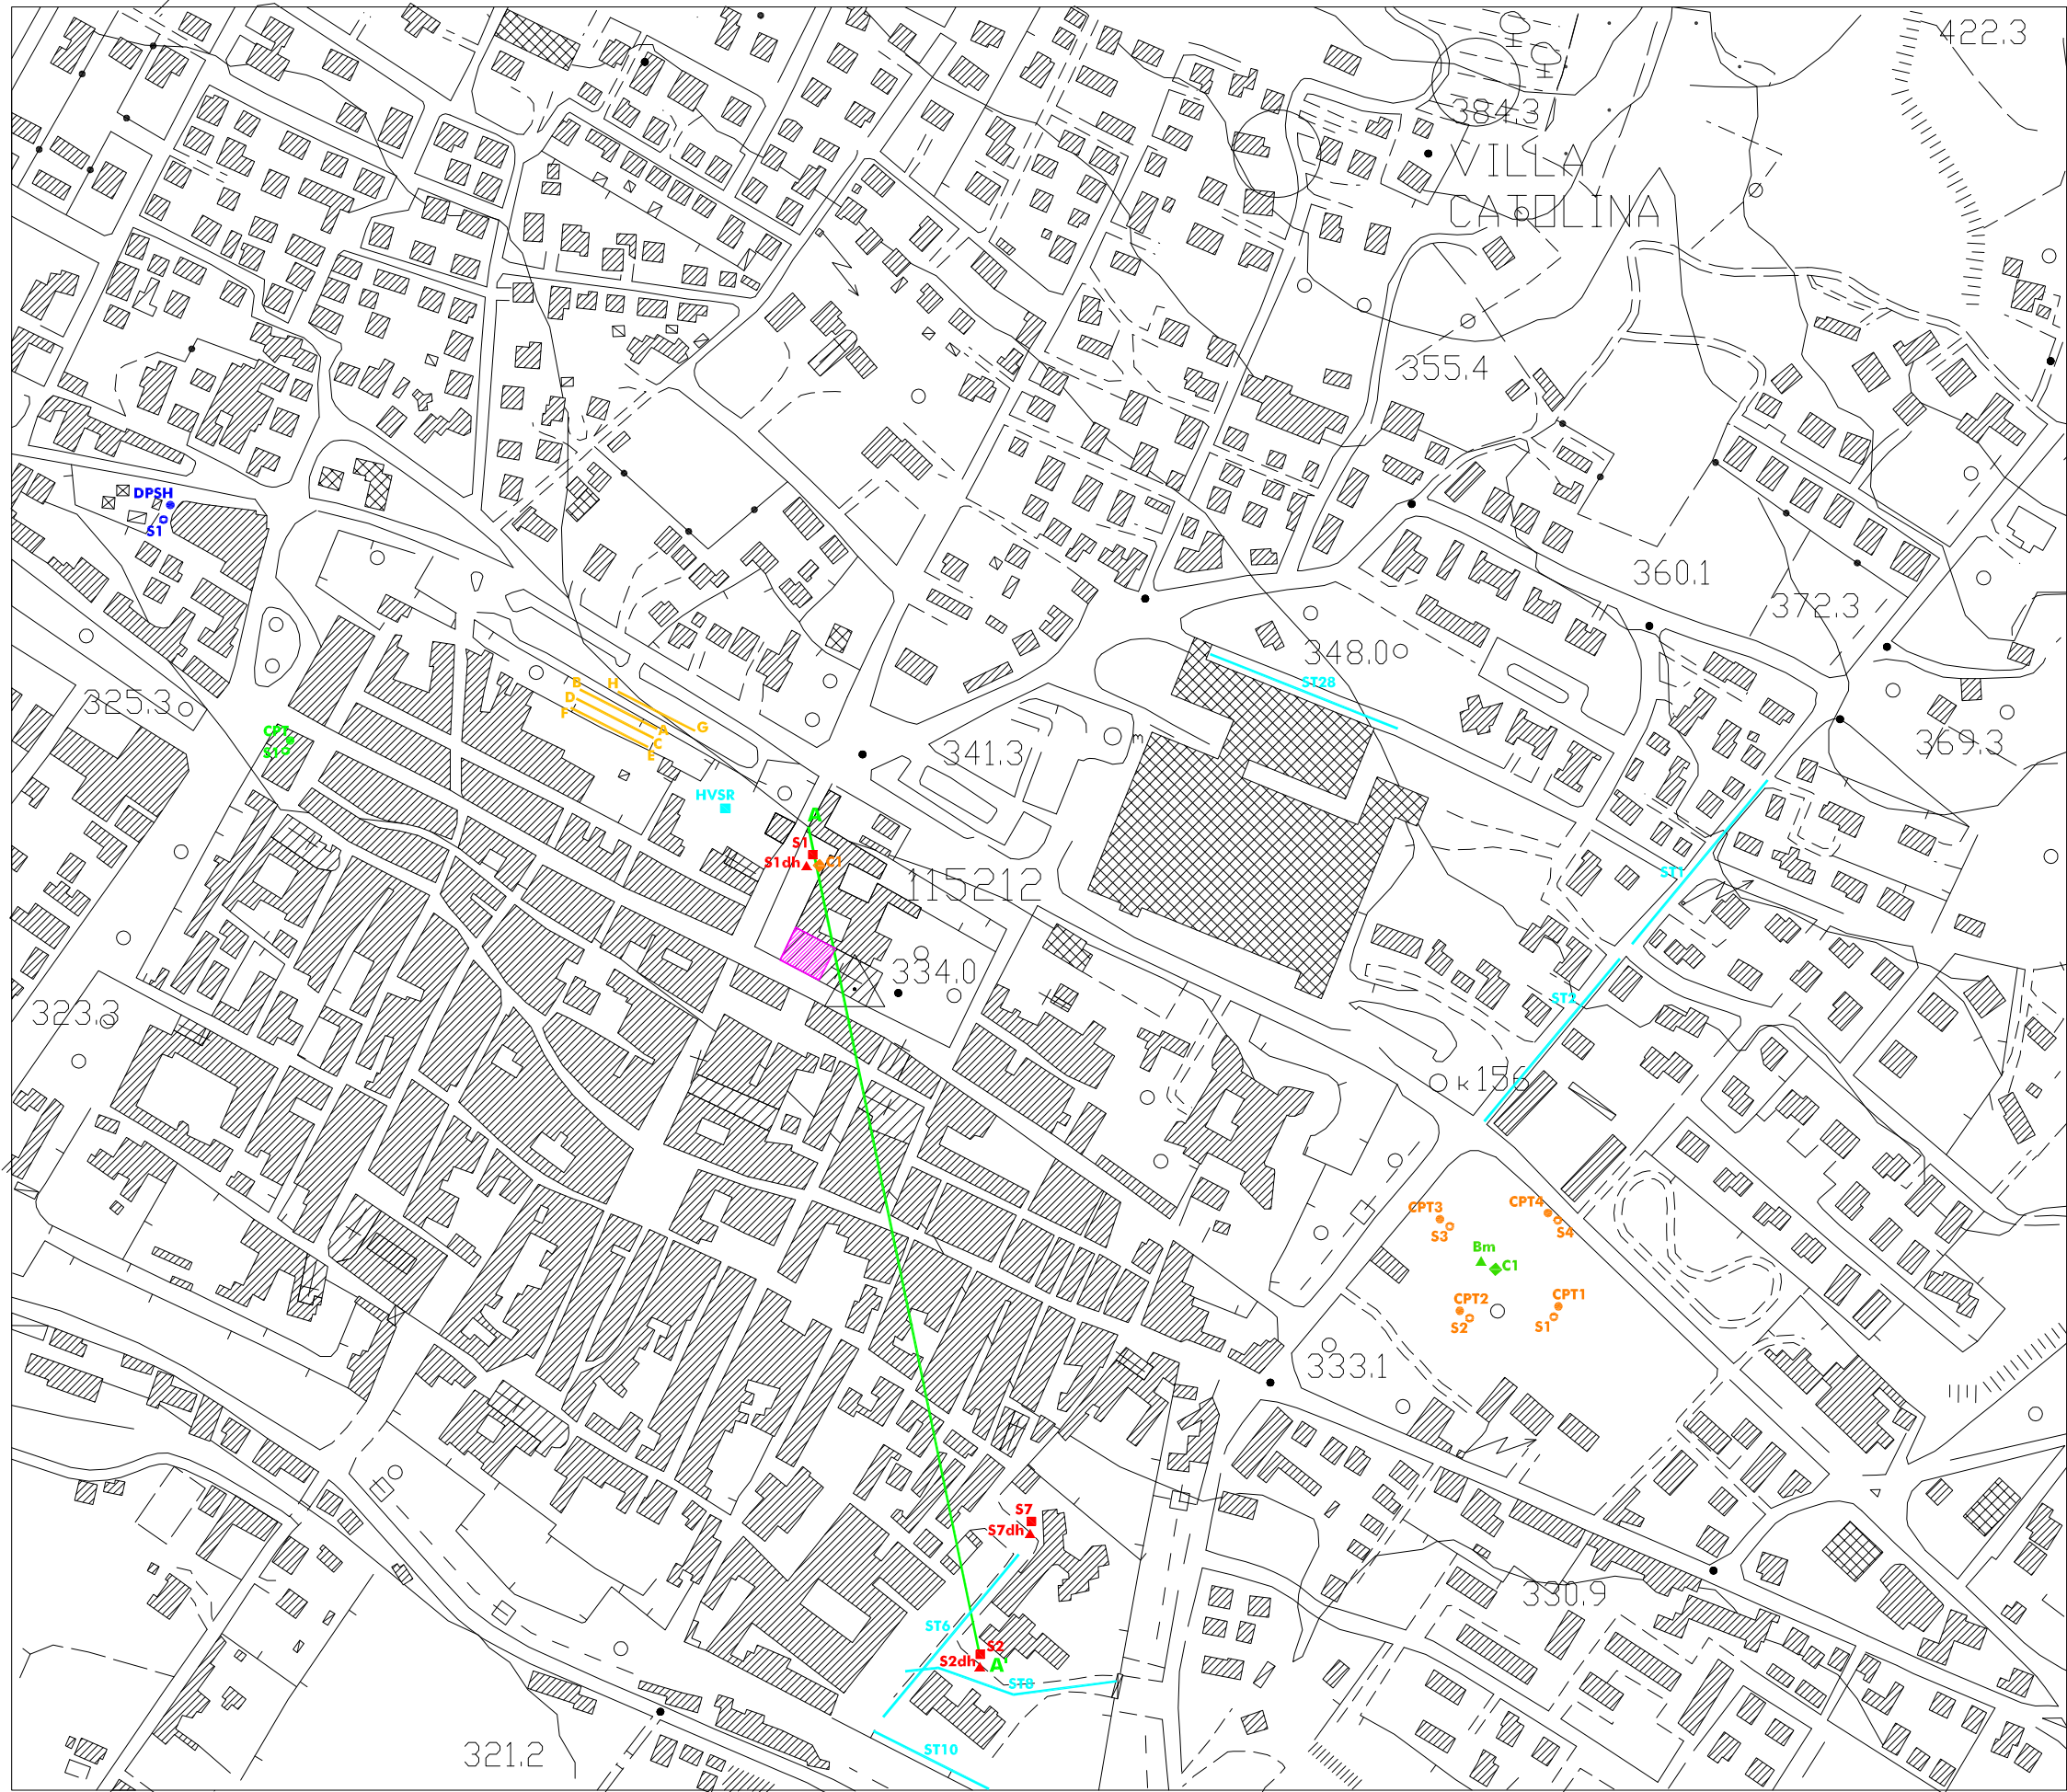 422.3
384.3
VILLA
CATOLINA
355.4
DPSH
S1
360.1
372.3
348.0
ST28
B
H
D
F
A
G
C
E
325.3
CPT
S1
341.3
m
369.3
HVSR
A
S1
S1dh
C1
115212
ST1
334.0
ST2
323.3
k156
CPT3
CPT4
S3
S4
Bm
C1
CPT2
CPT1
S2
S1
333.1
S7
S7dh
330.9
ST6
S2
S2dh
A'
ST8
ST10
321.2